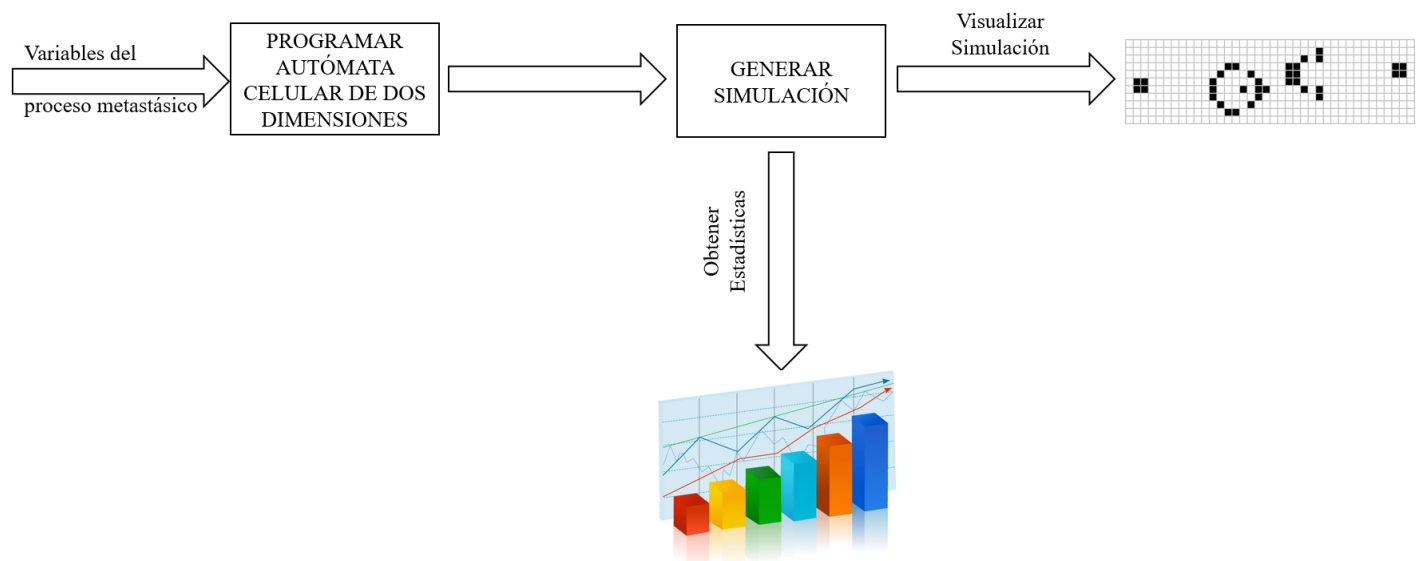 Variables del
proceso metastásico
PROGRAMAR
AUTÓMATA
CELULAR DE DOS
DIMENSIONES
GENERAR
SIMULACIÓN
Visualizar
Simulación
Obtener
Estadísticas